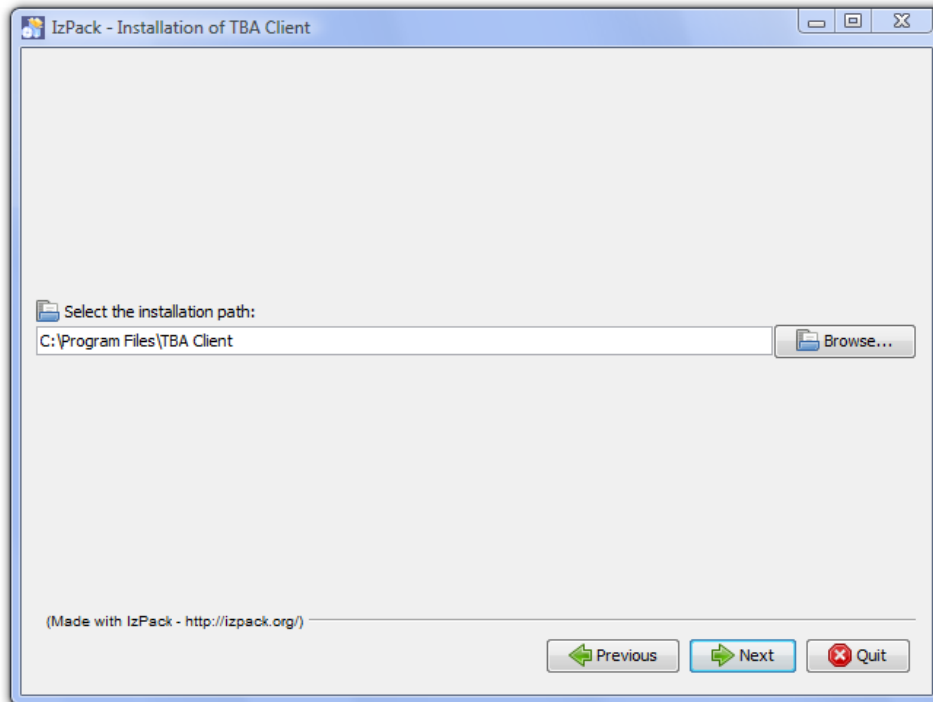 IzPack - Installation of TBA Client
Select the installation path:
C:\Program Files\TBA Client
Browse...
(Made with IzPack - http://izpack.org/)
Previous
Next
Quit